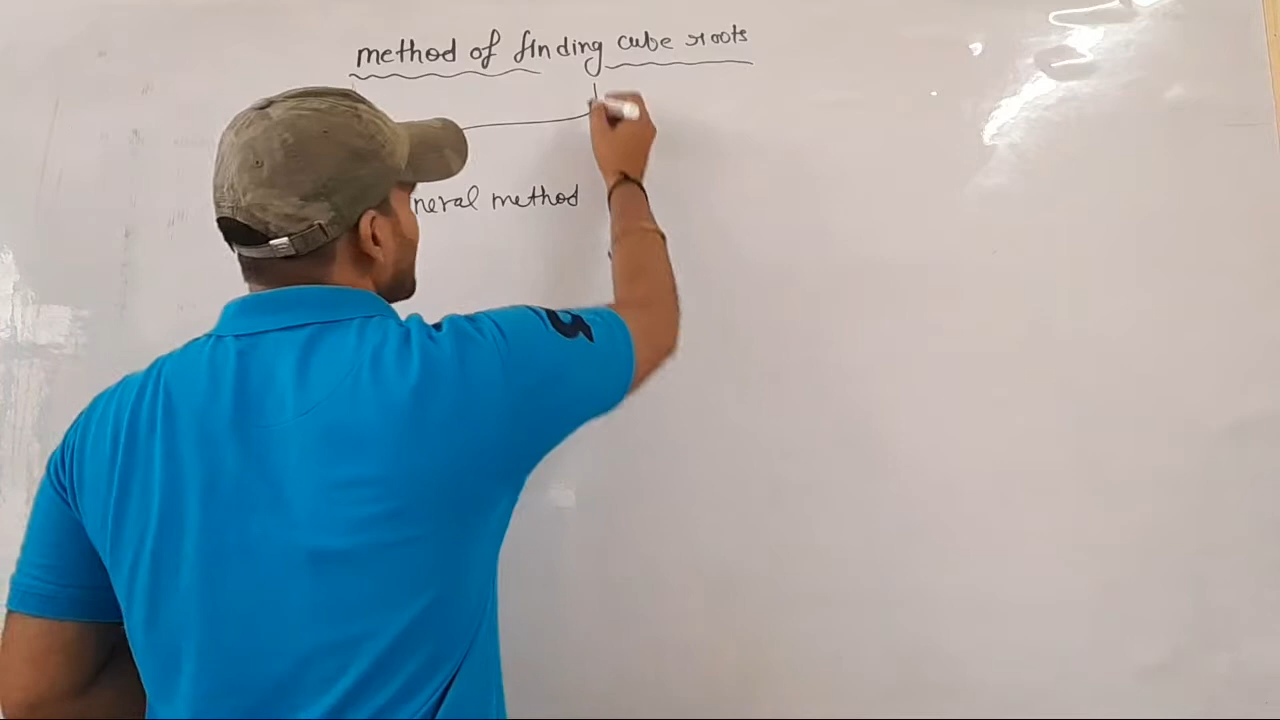 method of finding cube roots
neral method